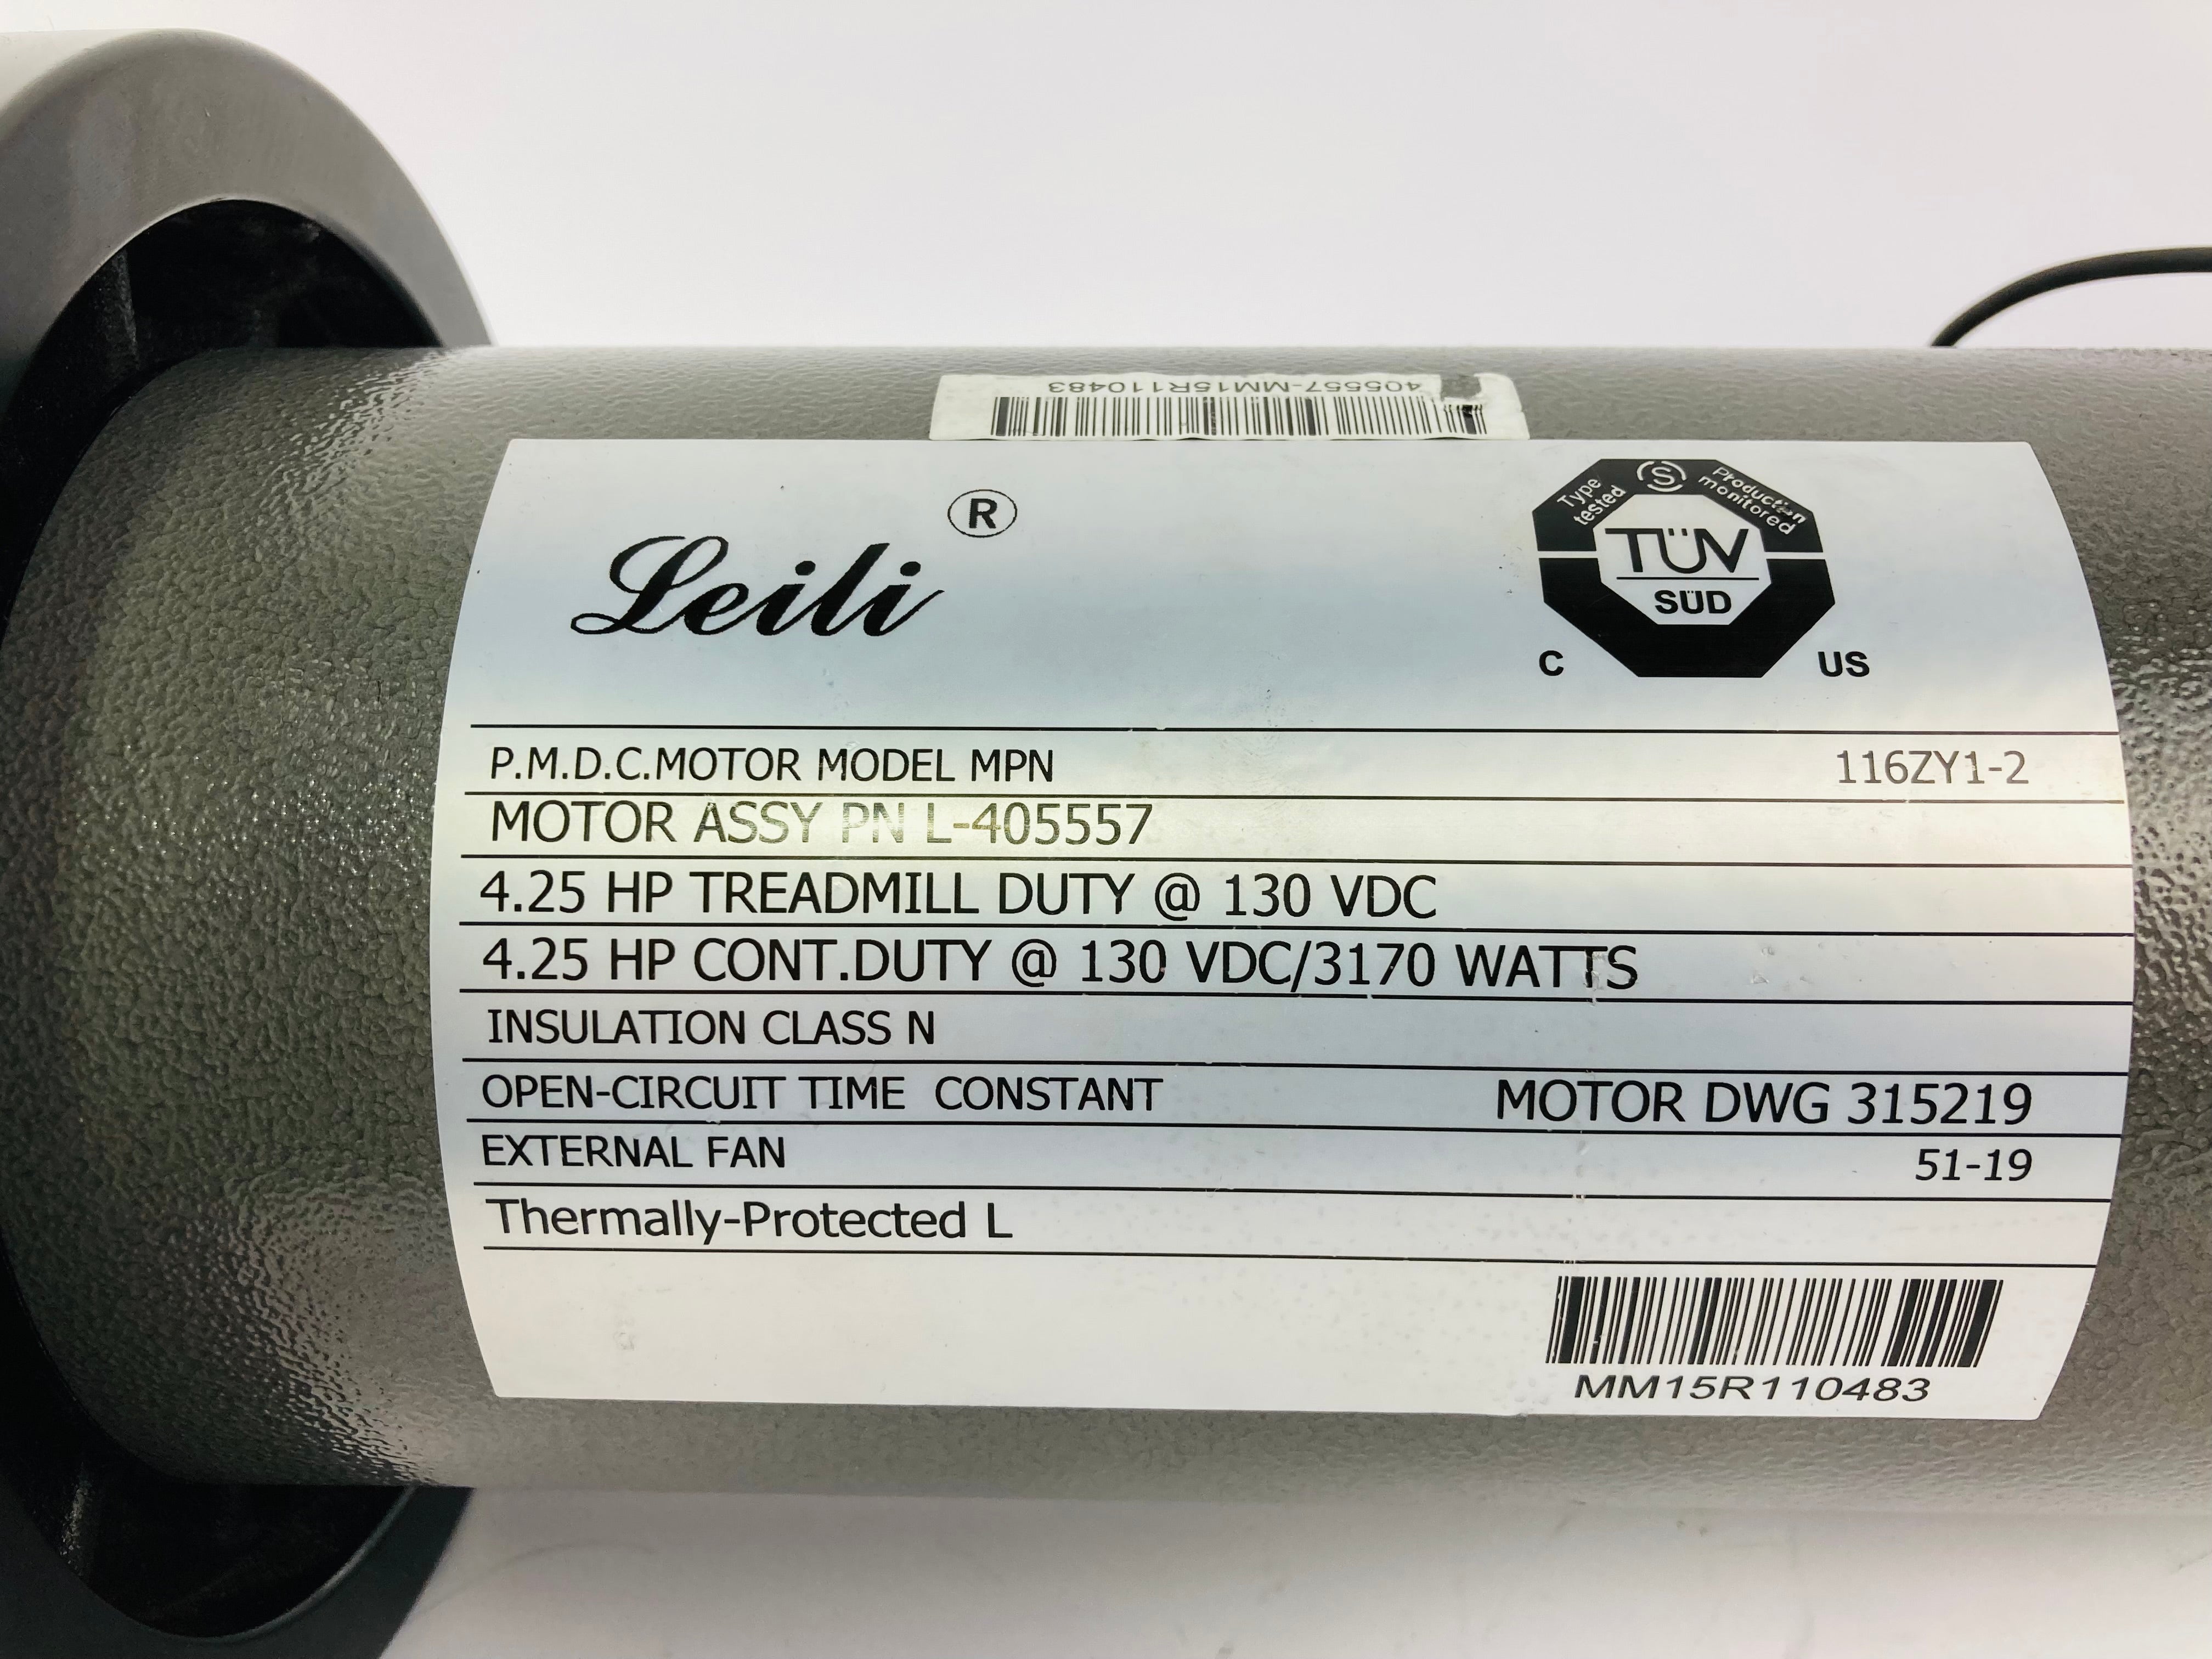 405557-MM15R110483
Leili ®
Type tested S Production monitored
TÜV
SÜD
C US
P.M.D.C.MOTOR MODEL MPN 116ZY1-2
MOTOR ASSY PN L-405557
4.25 HP TREADMILL DUTY @ 130 VDC
4.25 HP CONT.DUTY @ 130 VDC/3170 WATTS
INSULATION CLASS N
OPEN-CIRCUIT TIME CONSTANT MOTOR DWG 315219
EXTERNAL FAN 51-19
Thermally-Protected L
MM15R110483